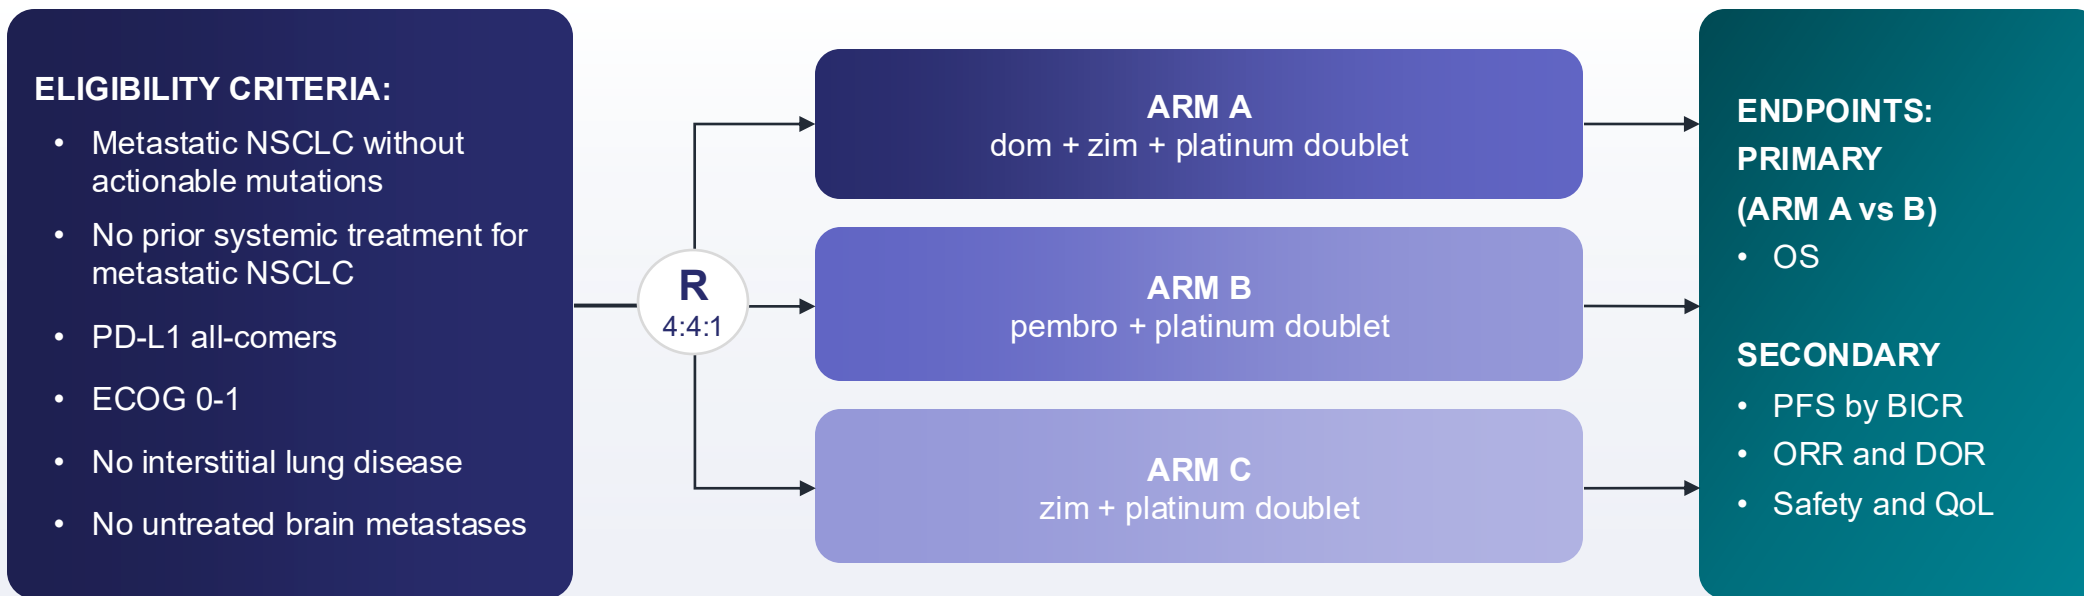 ELIGIBILITY CRITERIA:
• Metastatic NSCLC without
actionable mutations
• No prior systemic treatment for
metastatic NSCLC
• PD-L1 all-comers
• ECOG 0-1
• No interstitial lung disease
• No untreated brain metastases
R
4:4:1
ARM A
dom + zim + platinum doublet
ARM B
pembro + platinum doublet
ARM C
zim + platinum doublet
ENDPOINTS:
PRIMARY
(ARM A vs B)
• OS
SECONDARY
• PFS by BICR
• ORR and DOR
• Safety and QoL